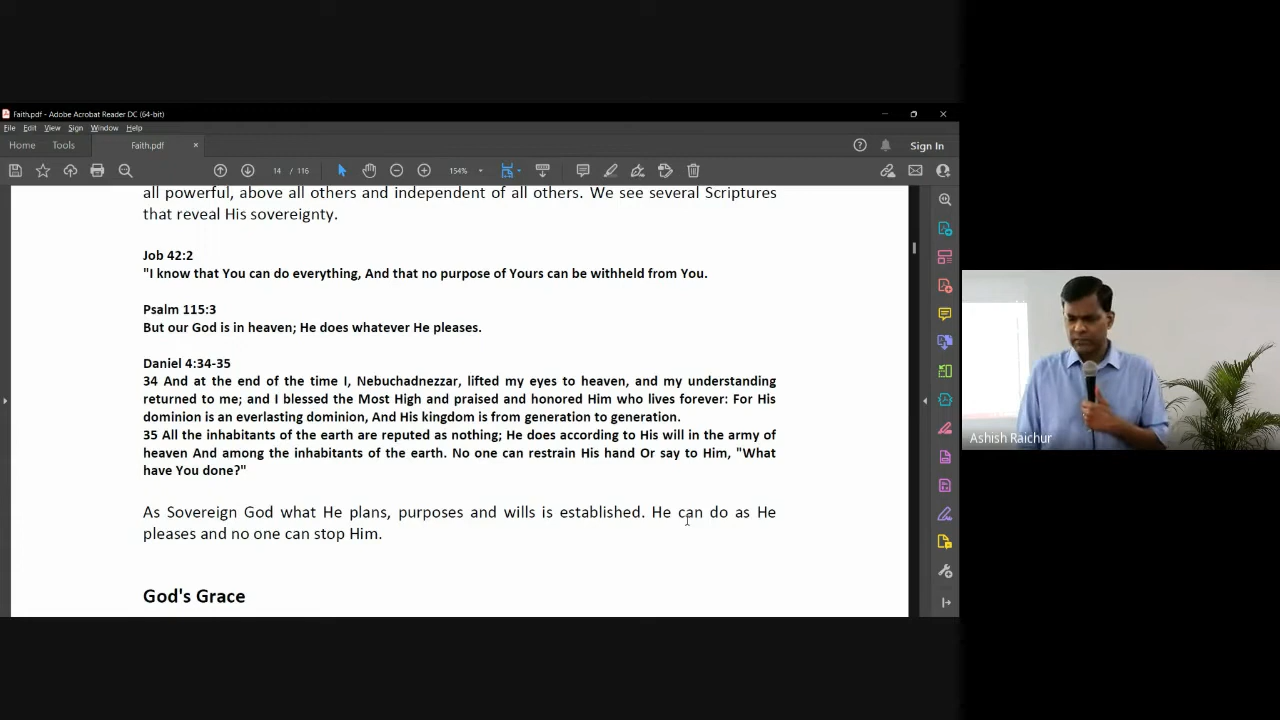 Faith.pdf - Adobe Acrobat Reader DC (64-bit)
File Edit View Sign Window Help
Home Tools Faith.pdf × Sign In
14 / 116 154%
all powerful, above all others and independent of all others. We see several Scriptures
that reveal His sovereignty.
Job 42:2
"I know that You can do everything, And that no purpose of Yours can be withheld from You.
Psalm 115:3
But our God is in heaven; He does whatever He pleases.
Daniel 4:34-35
34 And at the end of the time I, Nebuchadnezzar, lifted my eyes to heaven, and my understanding
returned to me; and I blessed the Most High and praised and honored Him who lives forever: For His
dominion is an everlasting dominion, And His kingdom is from generation to generation.
35 All the inhabitants of the earth are reputed as nothing; He does according to His will in the army of
heaven And among the inhabitants of the earth. No one can restrain His hand Or say to Him, "What
have You done?"
As Sovereign God what He plans, purposes and wills is established. He can do as He
pleases and no one can stop Him.
God's Grace
Ashish Raichur